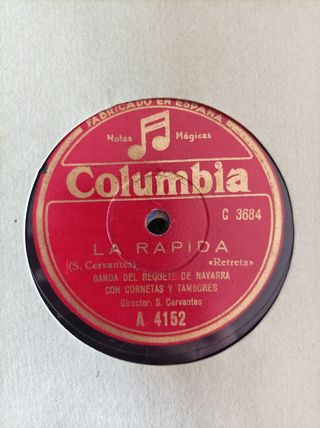 FABRICADO EN ESPAÑA
Notas Mágicas
Columbia
C 3684
LA RAPIDA
(S. Cervantes) «Retreta»
BANDA DEL REQUETE DE NAVARRA
CON CORNETAS Y TAMBORES
Director: S. Cervantes
A 4152